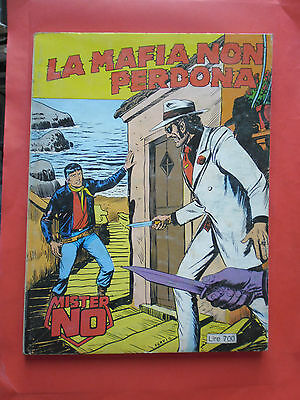 LA MAFIA NON
PERDONA
MISTER
NO
Lire 700